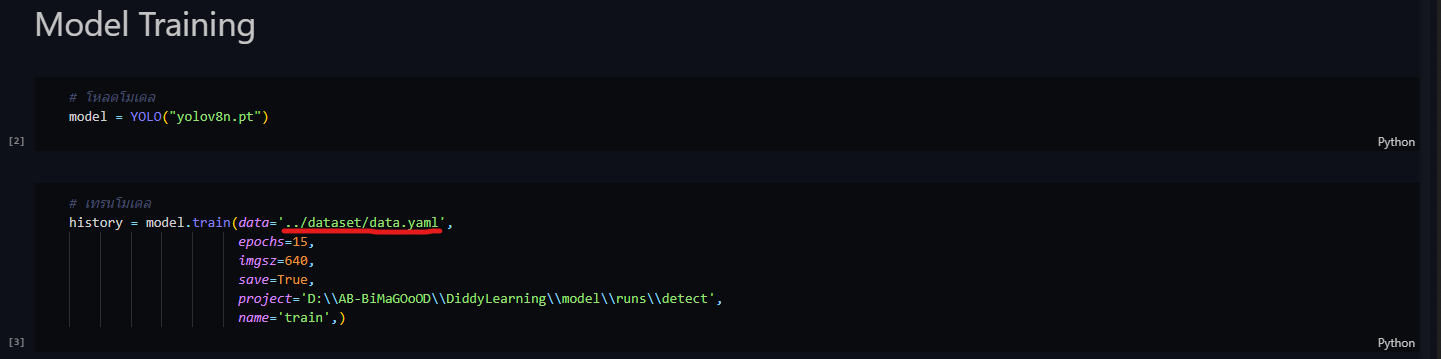 Model Training
# โหลดโมเดล
model = YOLO("yolov8n.pt")
[2]
Python
# เทรนโมเดล
history = model.train(data='../dataset/data.yaml',
epochs=15,
imgsz=640,
save=True,
project='D:\\AB-BiMaGOoOD\\DiddyLearning\\model\\runs\\detect',
name='train',)
[3]
Python